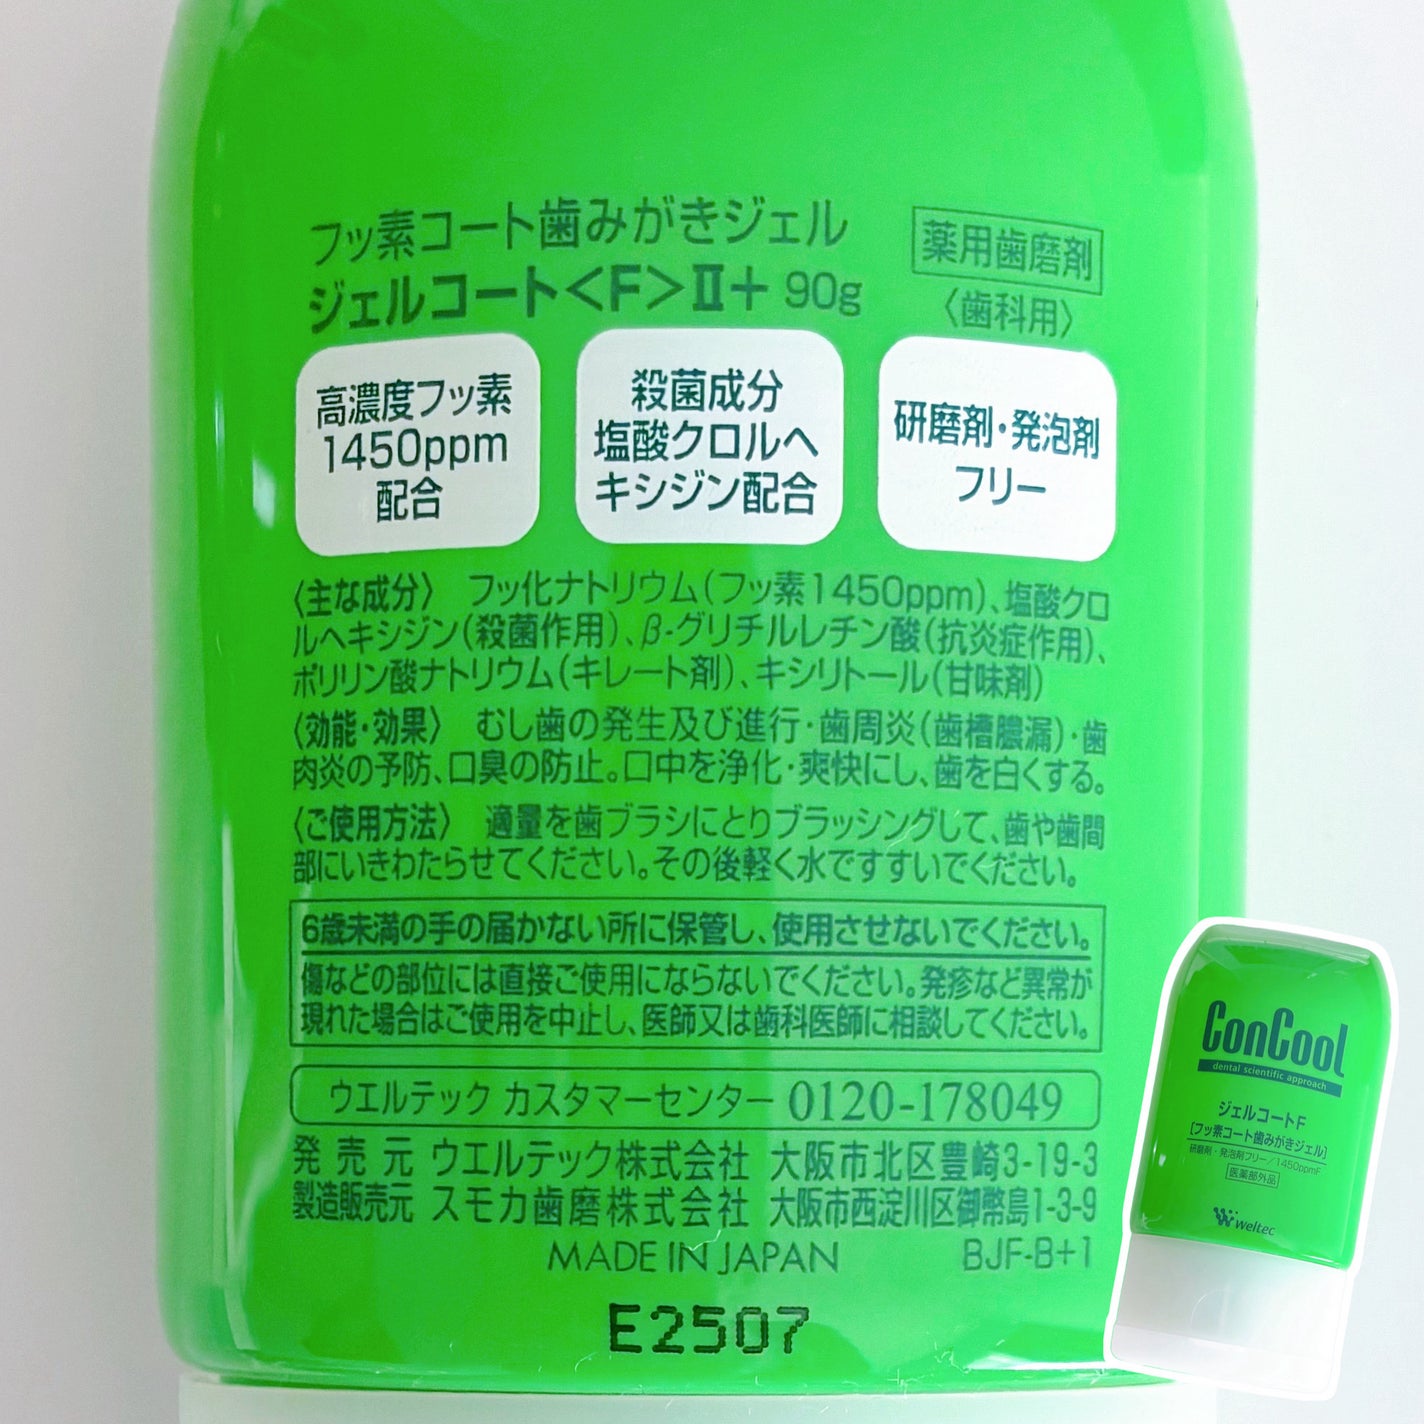 フッ素コート歯みがきジェル
ジェルコート〈F〉Ⅱ＋ 90g
薬用歯磨剤
〈歯科用〉
高濃度フッ素
1450ppm
配合
殺菌成分
塩酸クロルヘ
キシジン配合
研磨剤・発泡剤
フリー
〈主な成分〉 フッ化ナトリウム(フッ素1450ppm)、塩酸クロ
ルヘキシジン(殺菌作用)、β-グリチルレチン酸(抗炎症作用)、
ポリリン酸ナトリウム(キレート剤)、キシリトール(甘味剤)
〈効能・効果〉 むし歯の発生及び進行・歯周炎(歯槽膿漏)・歯
肉炎の予防、口臭の防止。口中を浄化・爽快にし、歯を白くする。
〈ご使用方法〉 適量を歯ブラシにとりブラッシングして、歯や歯間
部にいきわたらせてください。その後軽く水ですすいでください。
6歳未満の手の届かない所に保管し、使用させないでください。
傷などの部位には直接ご使用にならないでください。発疹など異常が
現れた場合はご使用を中止し、医師又は歯科医師に相談してください。
ウエルテック カスタマーセンター 0120-178049
発売元 ウエルテック株式会社 大阪市北区豊崎3-19-3
製造販売元 スモカ歯磨株式会社 大阪市西淀川区御幣島1-3-9
MADE IN JAPAN BJF-B+1
E2507
ConCool
dental scientific approach
ジェルコートF
[フッ素コート歯みがきジェル]
研磨剤・発泡剤フリー/1450ppmF
医薬部外品
weltec